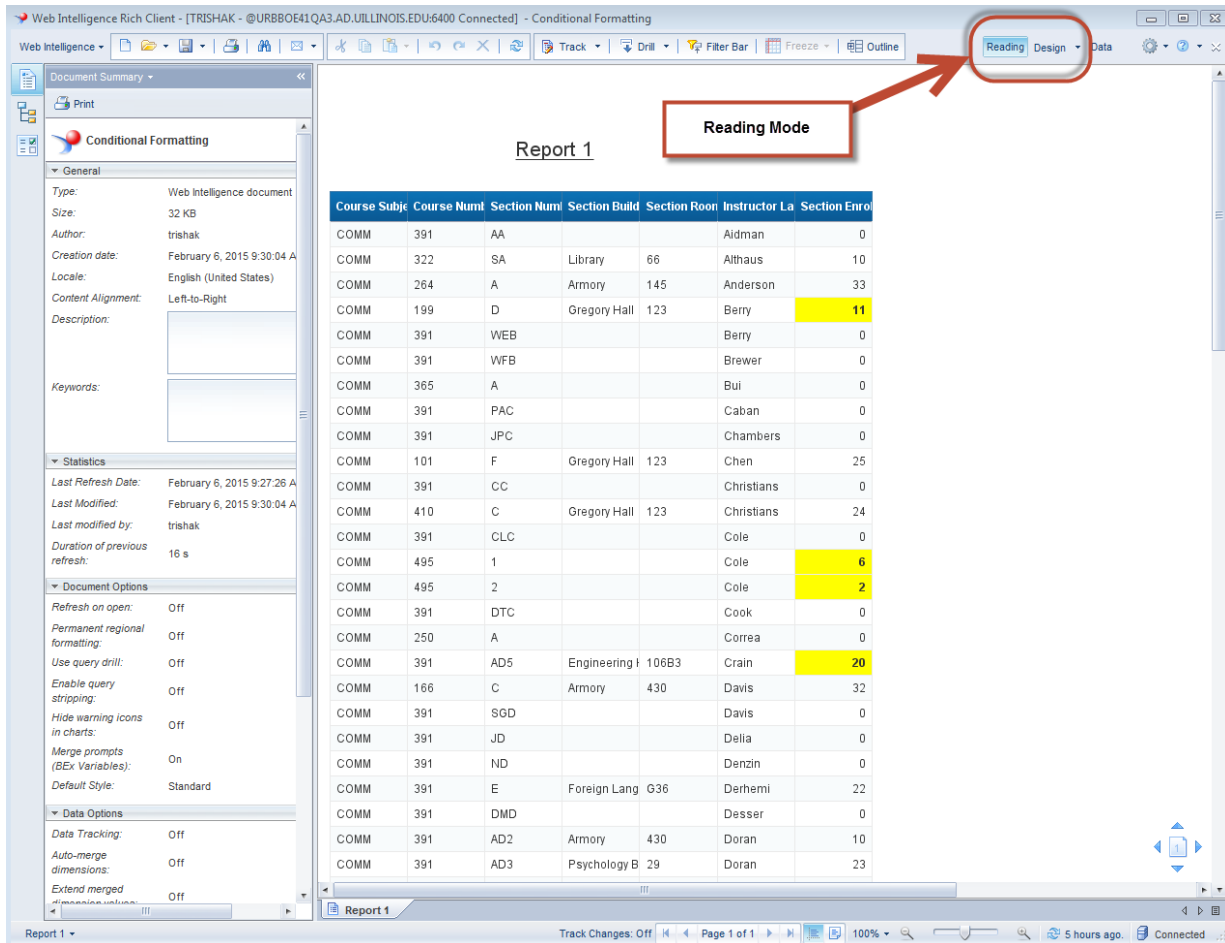 Web Intelligence Rich Client - [TRISHAK - @URBBOE41QA3.AD.UILLINOIS.EDU:6400 Connected] - Conditional Formatting
Web Intelligence Track Drill Filter Bar Freeze Outline Reading Design Data
Document Summary
Print
Conditional Formatting
General
Type: Web Intelligence document
Size: 32 KB
Author: trishak
Creation date: February 6, 2015 9:30:04 A
Locale: English (United States)
Content Alignment: Left-to-Right
Description:
Keywords:
Statistics
Last Refresh Date: February 6, 2015 9:27:26 A
Last Modified: February 6, 2015 9:30:04 A
Last modified by: trishak
Duration of previous
refresh: 16 s
Document Options
Refresh on open: Off
Permanent regional
formatting: Off
Use query drill: Off
Enable query
stripping: Off
Hide warning icons
in charts: Off
Merge prompts
(BEx Variables): On
Default Style: Standard
Data Options
Data Tracking: Off
Auto-merge
dimensions: Off
Extend merged
dimension values: Off
Reading Mode
Report 1
Course Subje Course Numb Section Numb Section Build Section Room Instructor La Section Enrol
COMM 391 AA Aidman 0
COMM 322 SA Library 66 Althaus 10
COMM 264 A Armory 145 Anderson 33
COMM 199 D Gregory Hall 123 Berry 11
COMM 391 WEB Berry 0
COMM 391 WFB Brewer 0
COMM 365 A Bui 0
COMM 391 PAC Caban 0
COMM 391 JPC Chambers 0
COMM 101 F Gregory Hall 123 Chen 25
COMM 391 CC Christians 0
COMM 410 C Gregory Hall 123 Christians 24
COMM 391 CLC Cole 0
COMM 495 1 Cole 6
COMM 495 2 Cole 2
COMM 391 DTC Cook 0
COMM 250 A Correa 0
COMM 391 AD5 Engineering H 106B3 Crain 20
COMM 166 C Armory 430 Davis 32
COMM 391 SGD Davis 0
COMM 391 JD Delia 0
COMM 391 ND Denzin 0
COMM 391 E Foreign Lang G36 Derhemi 22
COMM 391 DMD Desser 0
COMM 391 AD2 Armory 430 Doran 10
COMM 391 AD3 Psychology B 29 Doran 23
1
Report 1
Report 1 Track Changes: Off Page 1 of 1 100% 5 hours ago. Connected